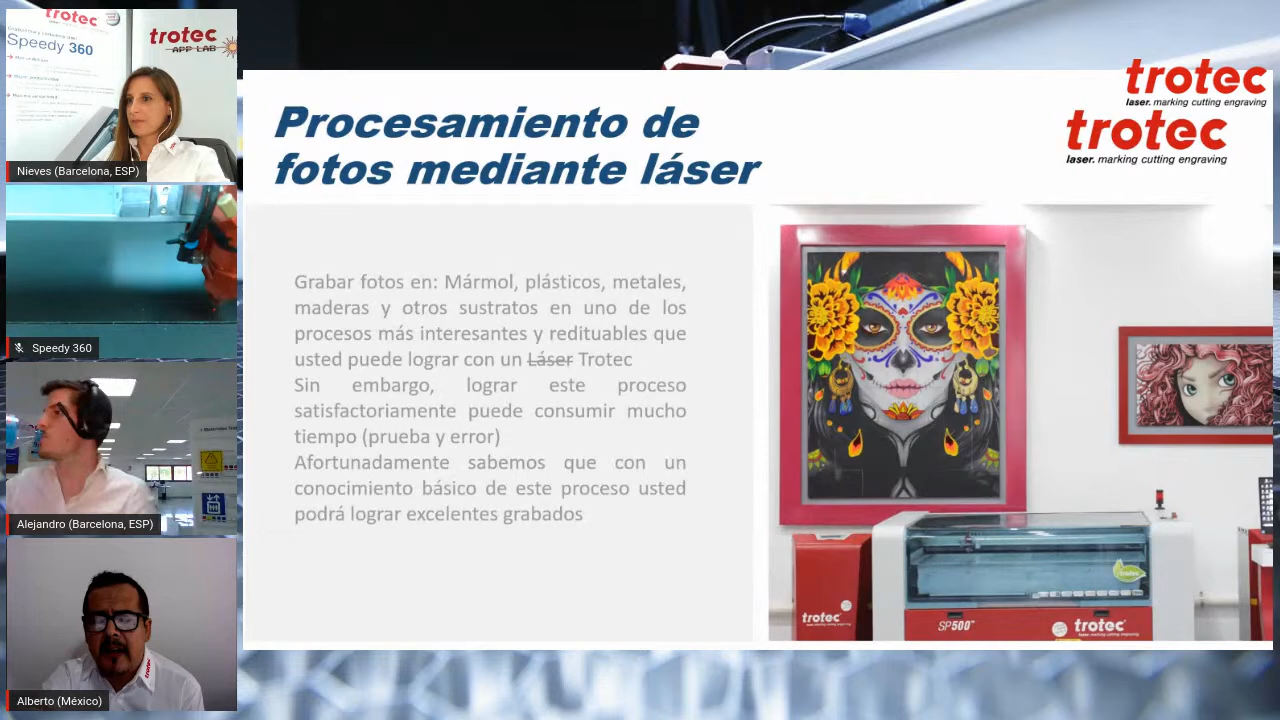 trotec
Speedy 360
trotec
APP LAB
Nieves (Barcelona, ESP)
Speedy 360
Alejandro (Barcelona, ESP)
Alberto (México)
trotec
trotec
laser. marking cutting engraving
trotec
laser. marking cutting engraving
Procesamiento de
fotos mediante láser
Grabar fotos en: Mármol, plásticos, metales,
maderas y otros sustratos en uno de los
procesos más interesantes y redituables que
usted puede lograr con un Láser Trotec
Sin embargo, lograr este proceso
satisfactoriamente puede consumir mucho
tiempo (prueba y error)
Afortunadamente sabemos que con un
conocimiento básico de este proceso usted
podrá lograr excelentes grabados
trotec
trotec
SP500
trotec
laser. marking cutting engraving